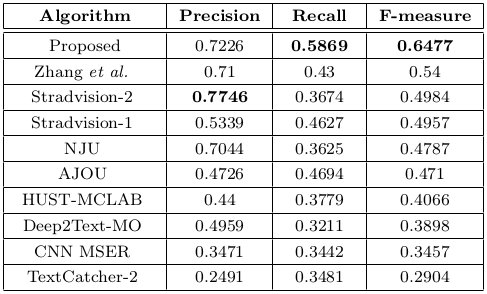 Algorithm Precision Recall F-measure
Proposed 0.7226 0.5869 0.6477
Zhang et al. 0.71 0.43 0.54
Stradvision-2 0.7746 0.3674 0.4984
Stradvision-1 0.5339 0.4627 0.4957
NJU 0.7044 0.3625 0.4787
AJOU 0.4726 0.4694 0.471
HUST-MCLAB 0.44 0.3779 0.4066
Deep2Text-MO 0.4959 0.3211 0.3898
CNN MSER 0.3471 0.3442 0.3457
TextCatcher-2 0.2491 0.3481 0.2904